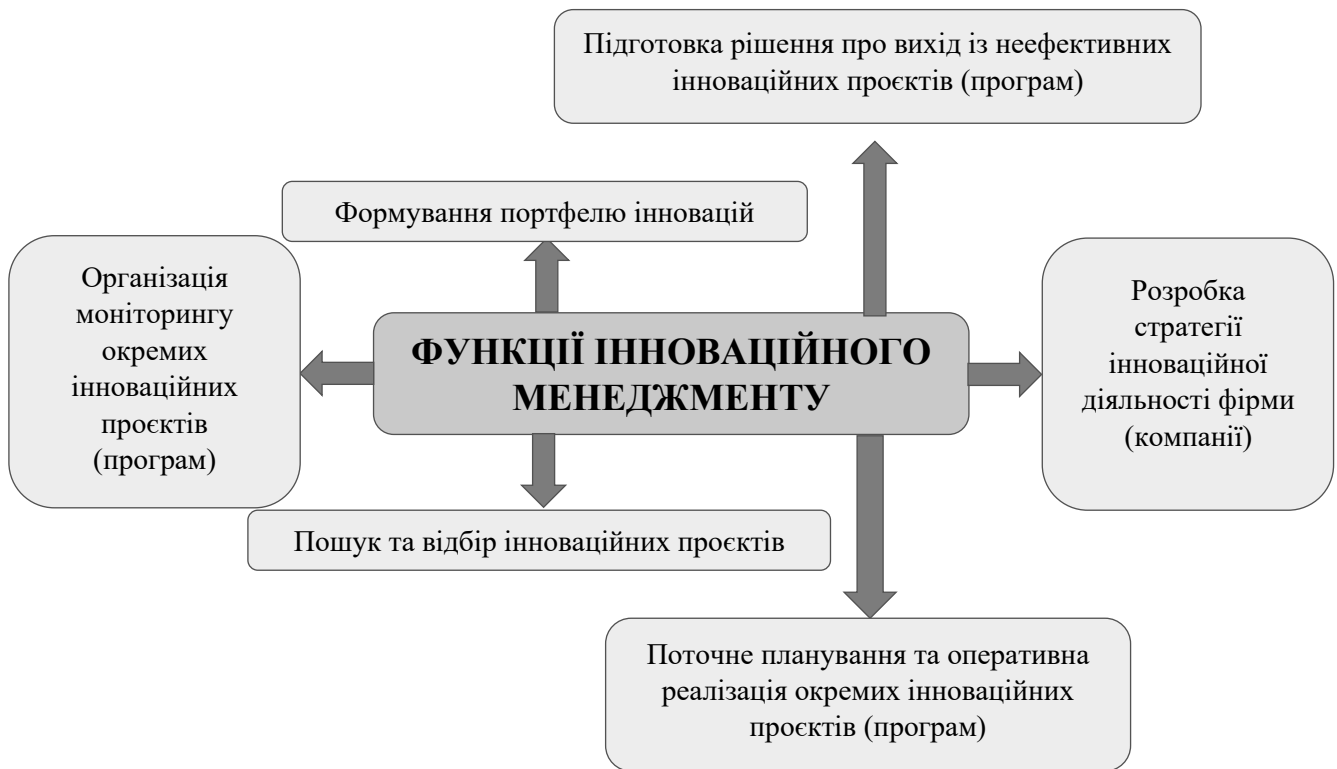 Підготовка рішення про вихід із неефективних
інноваційних проєктів (програм)
Формування портфелю інновацій
Організація
моніторингу
окремих
інноваційних
проєктів
(програм)
ФУНКЦІЇ ІННОВАЦІЙНОГО
МЕНЕДЖМЕНТУ
Розробка
стратегії
інноваційної
діяльності фірми
(компанії)
Пошук та відбір інноваційних проєктів
Поточне планування та оперативна
реалізація окремих інноваційних
проєктів (програм)